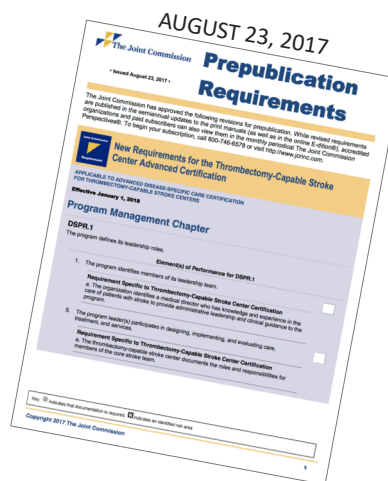 AUGUST 23, 2017
The Joint Commission
• Issued August 23, 2017 •
Prepublication
Requirements
The Joint Commission has approved the following revisions for prepublication. While revised requirements
are published in the semiannual updates to the print manuals (as well as in the online E-dition®), accredited
organizations and paid subscribers can also view them in the monthly periodical The Joint Commission
Perspectives®. To begin your subscription, call 800-746-6578 or visit http://www.jcrinc.com.
New Requirements for the Thrombectomy-Capable Stroke
Center Advanced Certification
APPLICABLE TO ADVANCED DISEASE-SPECIFIC CARE CERTIFICATION
FOR THROMBECTOMY-CAPABLE STROKE CENTERS
Effective January 1, 2018
Program Management Chapter
DSPR.1
The program defines its leadership roles.
Element(s) of Performance for DSPR.1
1. The program identifies members of its leadership team.
Requirement Specific to Thrombectomy-Capable Stroke Center Certification
a. The organization identifies a medical director who has knowledge and experience in the
care of patients with stroke to provide administrative leadership and clinical guidance to the
program.
5. The program leader(s) participates in designing, implementing, and evaluating care,
treatment, and services.
Requirement Specific to Thrombectomy-Capable Stroke Center Certification
a. The thrombectomy-capable stroke center documents the roles and responsibilities for
members of the core stroke team.
Key: indicates that documentation is required; indicates an identified risk area
Copyright 2017 The Joint Commission
1